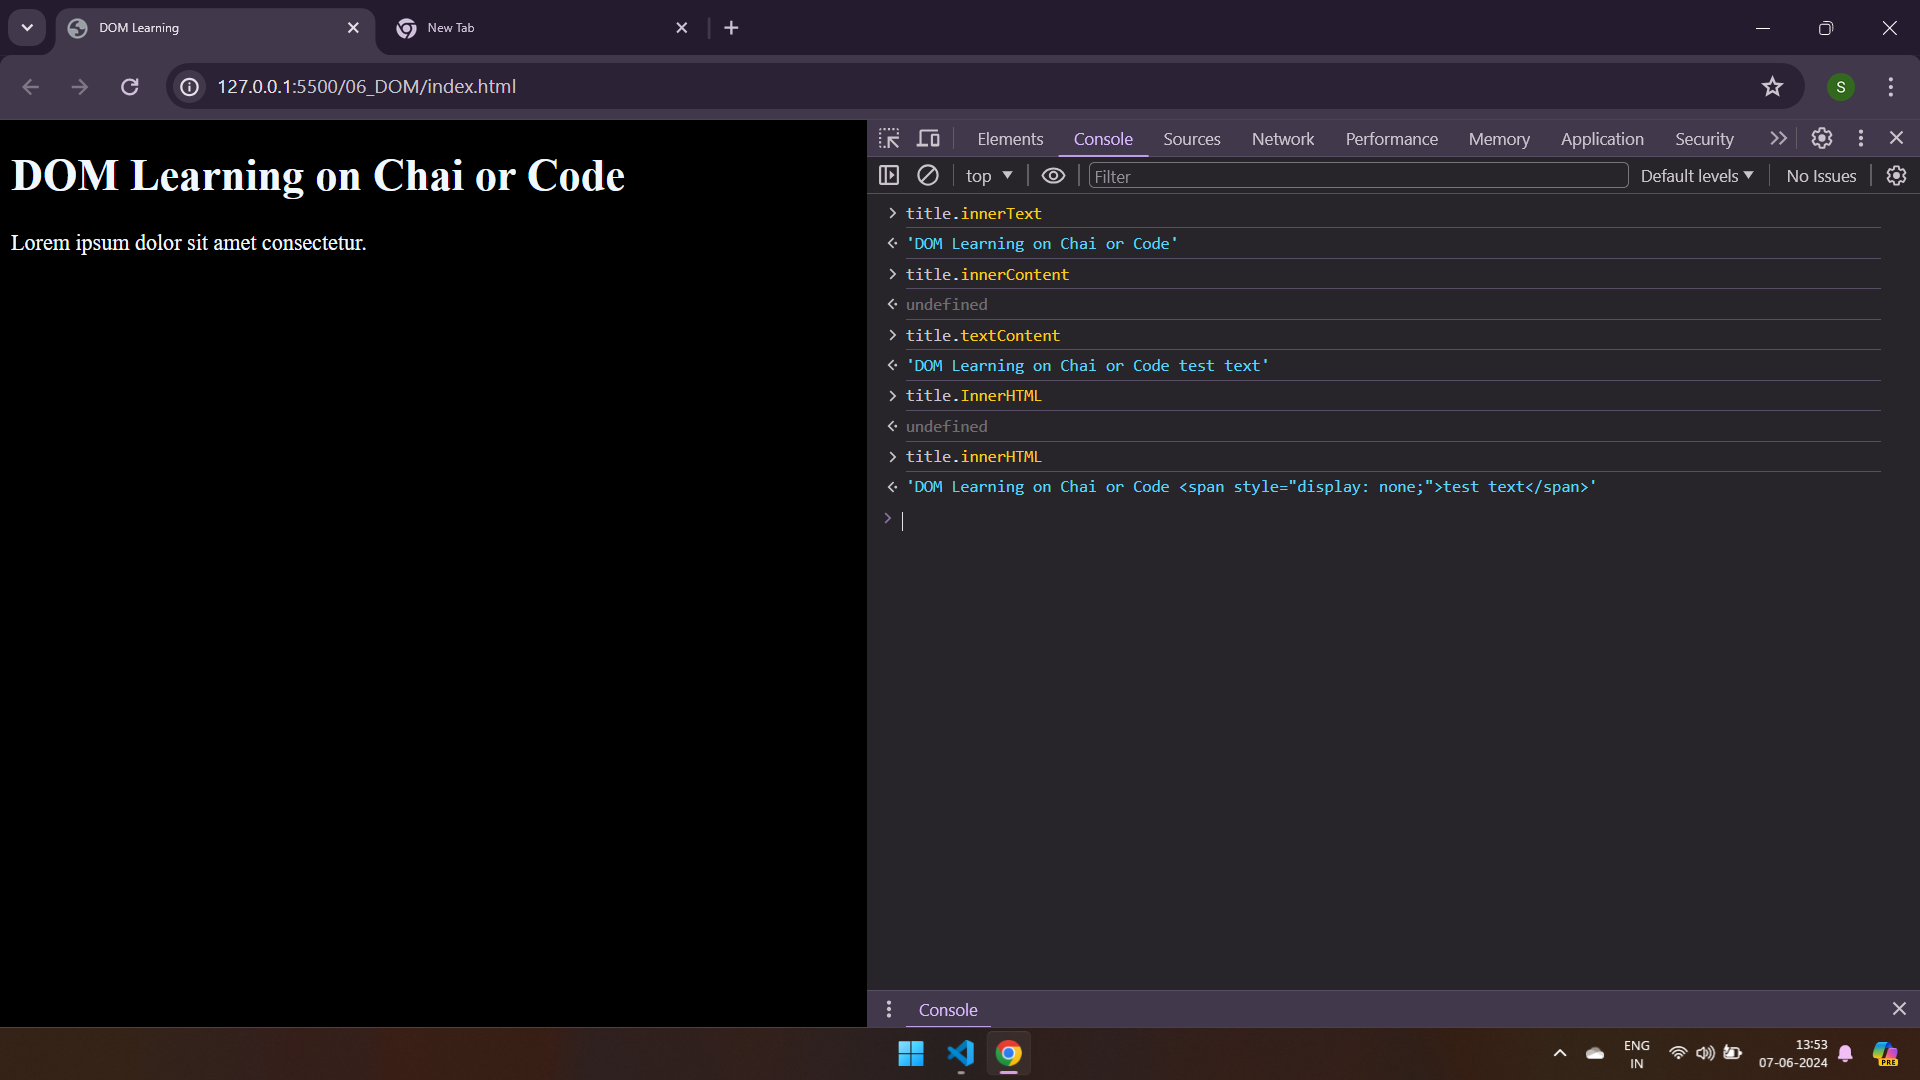 DOM Learning
New Tab
127.0.0.1:5500/06_DOM/index.html
S
DOM Learning on Chai or Code
Lorem ipsum dolor sit amet consectetur.
Elements Console Sources Network Performance Memory Application Security
top Filter Default levels No Issues
title.innerText
'DOM Learning on Chai or Code'
title.innerContent
undefined
title.textContent
'DOM Learning on Chai or Code test text'
title.InnerHTML
undefined
title.innerHTML
'DOM Learning on Chai or Code <span style="display: none;">test text</span>'
Console
ENG
IN
13:53
07-06-2024
PRE